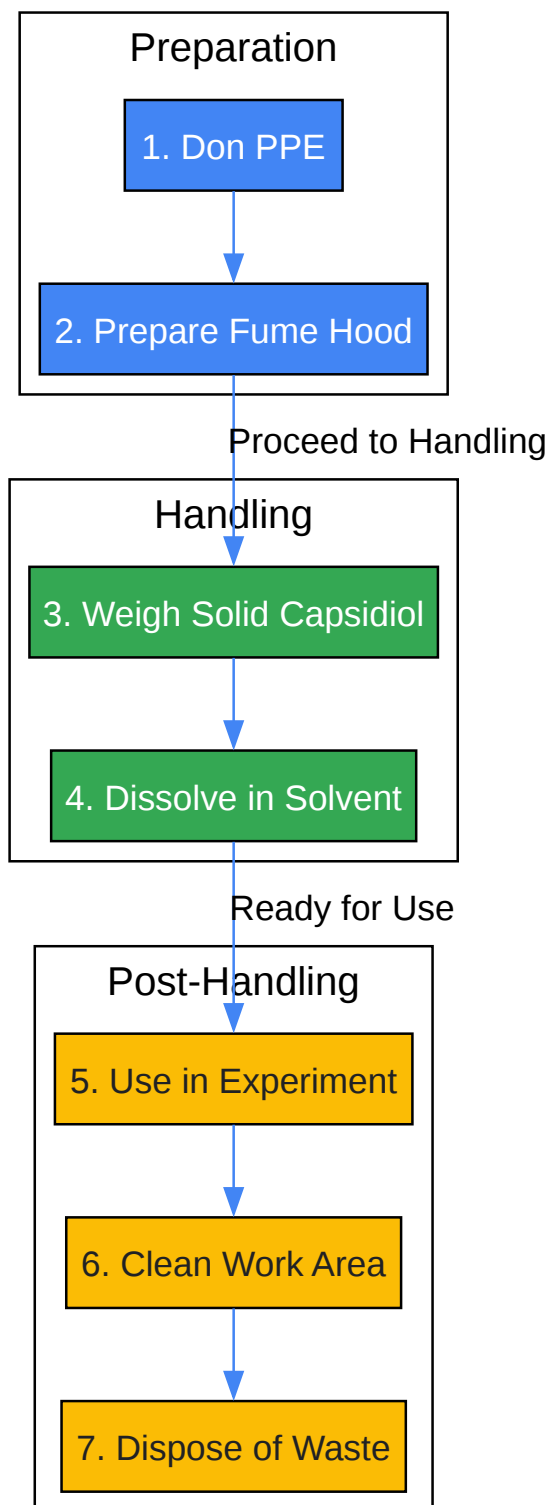 Preparation
1. Don PPE
2. Prepare Fume Hood
Proceed to Handling
Handling
3. Weigh Solid Capsidiol
4. Dissolve in Solvent
Ready for Use
Post-Handling
5. Use in Experiment
6. Clean Work Area
7. Dispose of Waste